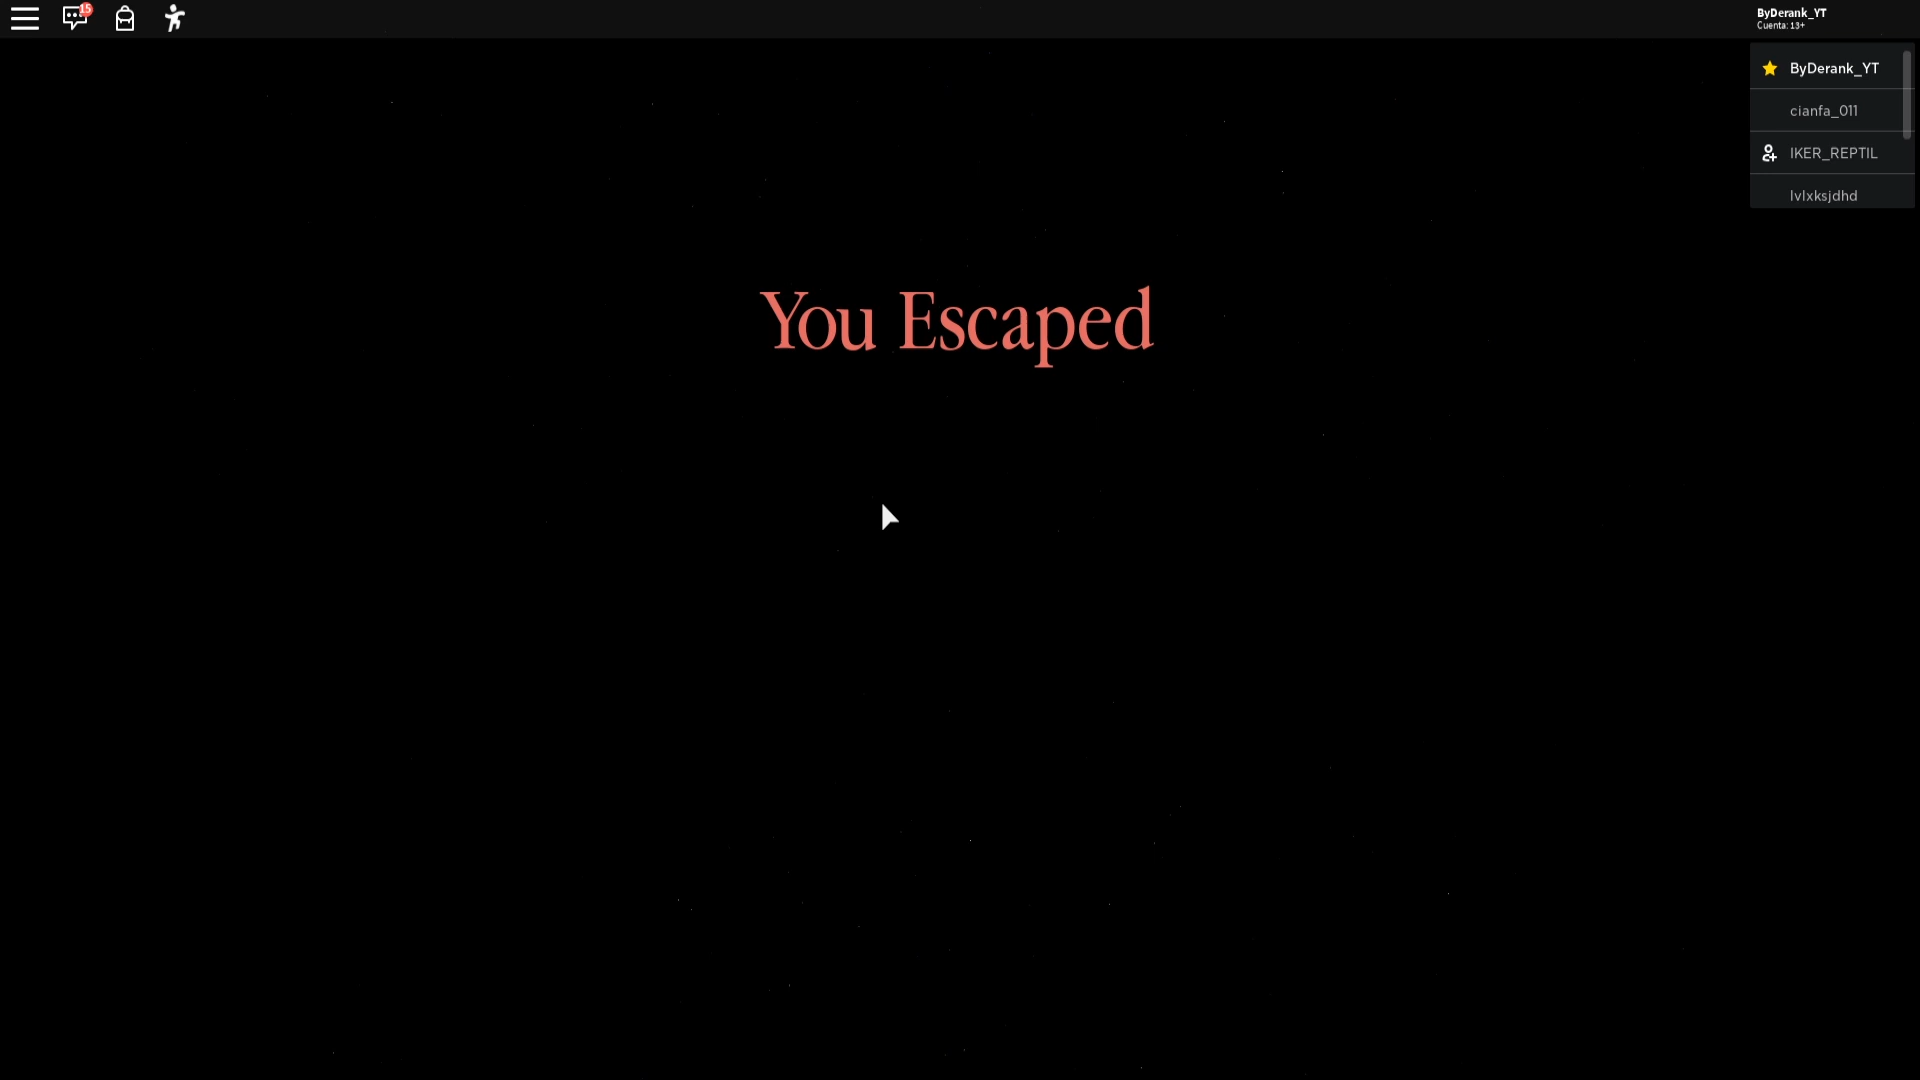 15
ByDerank_YT
Cuenta: 13+
ByDerank_YT
cianfa_011
IKER_REPTIL
lvlxksjdhd
You Escaped